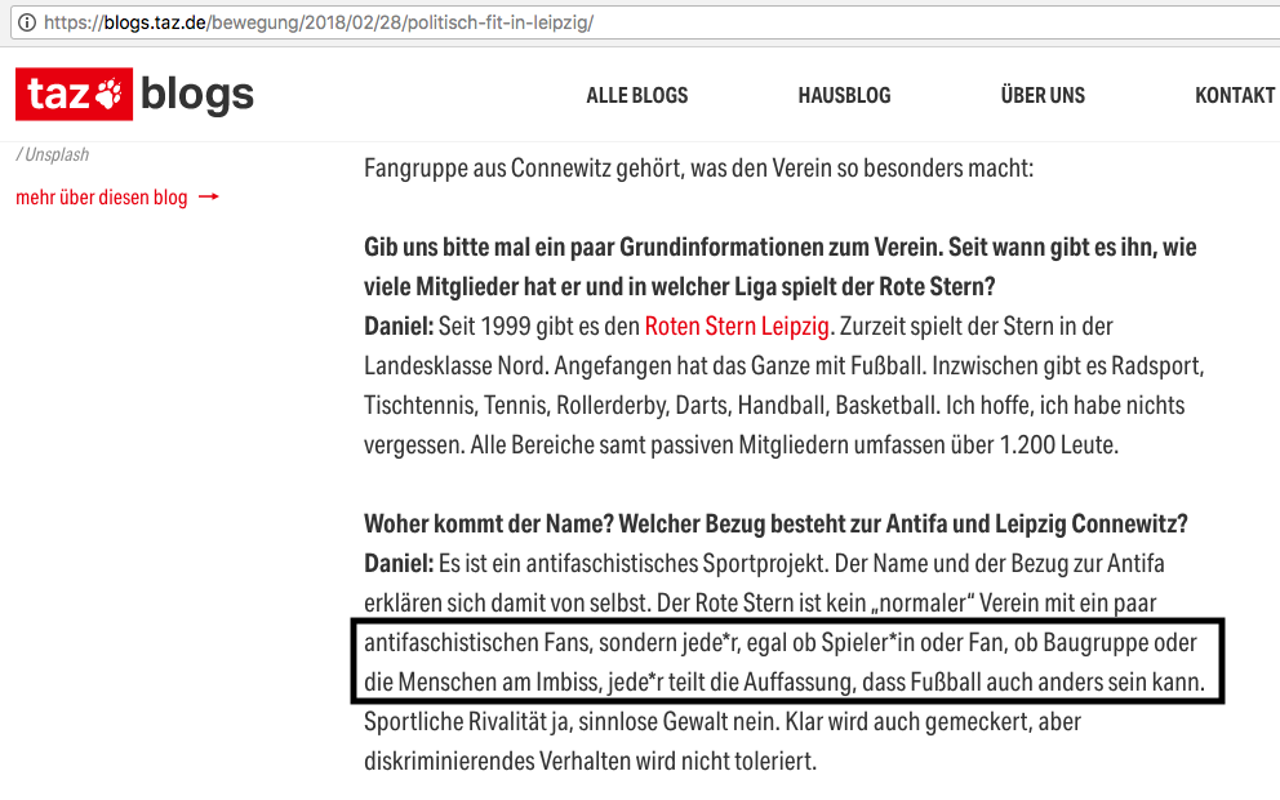 https://blogs.taz.de/bewegung/2018/02/28/politisch-fit-in-leipzig/
taz blogs
ALLE BLOGS HAUSBLOG ÜBER UNS KONTAKT
/ Unsplash
mehr über diesen blog →
Fangruppe aus Connewitz gehört, was den Verein so besonders macht:
Gib uns bitte mal ein paar Grundinformationen zum Verein. Seit wann gibt es ihn, wie
viele Mitglieder hat er und in welcher Liga spielt der Rote Stern?
Daniel: Seit 1999 gibt es den Roten Stern Leipzig. Zurzeit spielt der Stern in der
Landesklasse Nord. Angefangen hat das Ganze mit Fußball. Inzwischen gibt es Radsport,
Tischtennis, Tennis, Rollerderby, Darts, Handball, Basketball. Ich hoffe, ich habe nichts
vergessen. Alle Bereiche samt passiven Mitgliedern umfassen über 1.200 Leute.
Woher kommt der Name? Welcher Bezug besteht zur Antifa und Leipzig Connewitz?
Daniel: Es ist ein antifaschistisches Sportprojekt. Der Name und der Bezug zur Antifa
erklären sich damit von selbst. Der Rote Stern ist kein „normaler“ Verein mit ein paar
antifaschistischen Fans, sondern jede*r, egal ob Spieler*in oder Fan, ob Baugruppe oder
die Menschen am Imbiss, jede*r teilt die Auffassung, dass Fußball auch anders sein kann.
Sportliche Rivalität ja, sinnlose Gewalt nein. Klar wird auch gemeckert, aber
diskriminierendes Verhalten wird nicht toleriert.